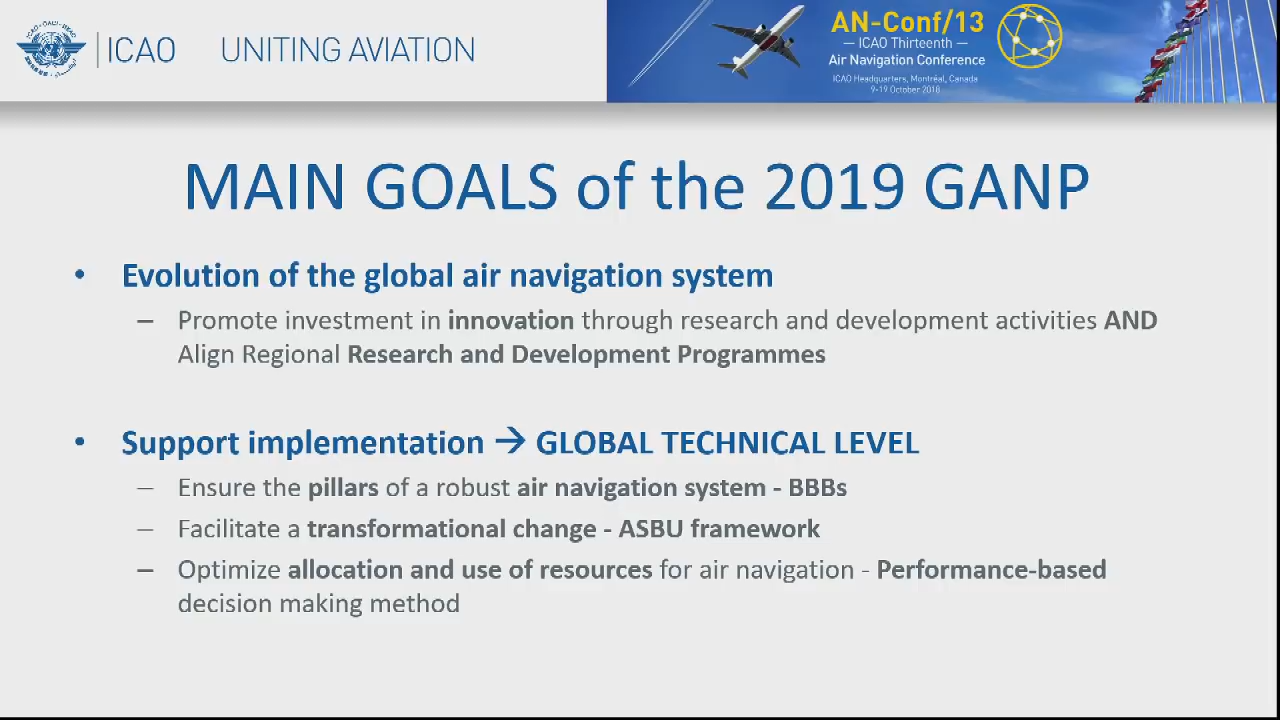 ICAO
UNITING AVIATION
AN-Conf/13
— ICAO Thirteenth —
Air Navigation Conference
ICAO Headquarters, Montréal, Canada
9-19 October 2018
MAIN GOALS of the 2019 GANP
• Evolution of the global air navigation system
– Promote investment in innovation through research and development activities AND
Align Regional Research and Development Programmes
• Support implementation → GLOBAL TECHNICAL LEVEL
– Ensure the pillars of a robust air navigation system - BBBs
– Facilitate a transformational change - ASBU framework
– Optimize allocation and use of resources for air navigation - Performance-based
decision making method